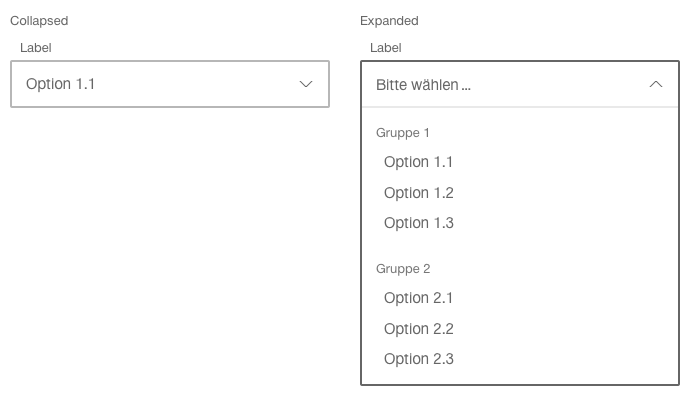 Collapsed
Label
Option 1.1
Expanded
Label
Bitte wählen ...
Gruppe 1
Option 1.1
Option 1.2
Option 1.3
Gruppe 2
Option 2.1
Option 2.2
Option 2.3